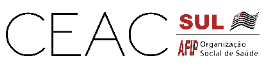 CEAC SUL
AFIP Organização
Social de Saúde